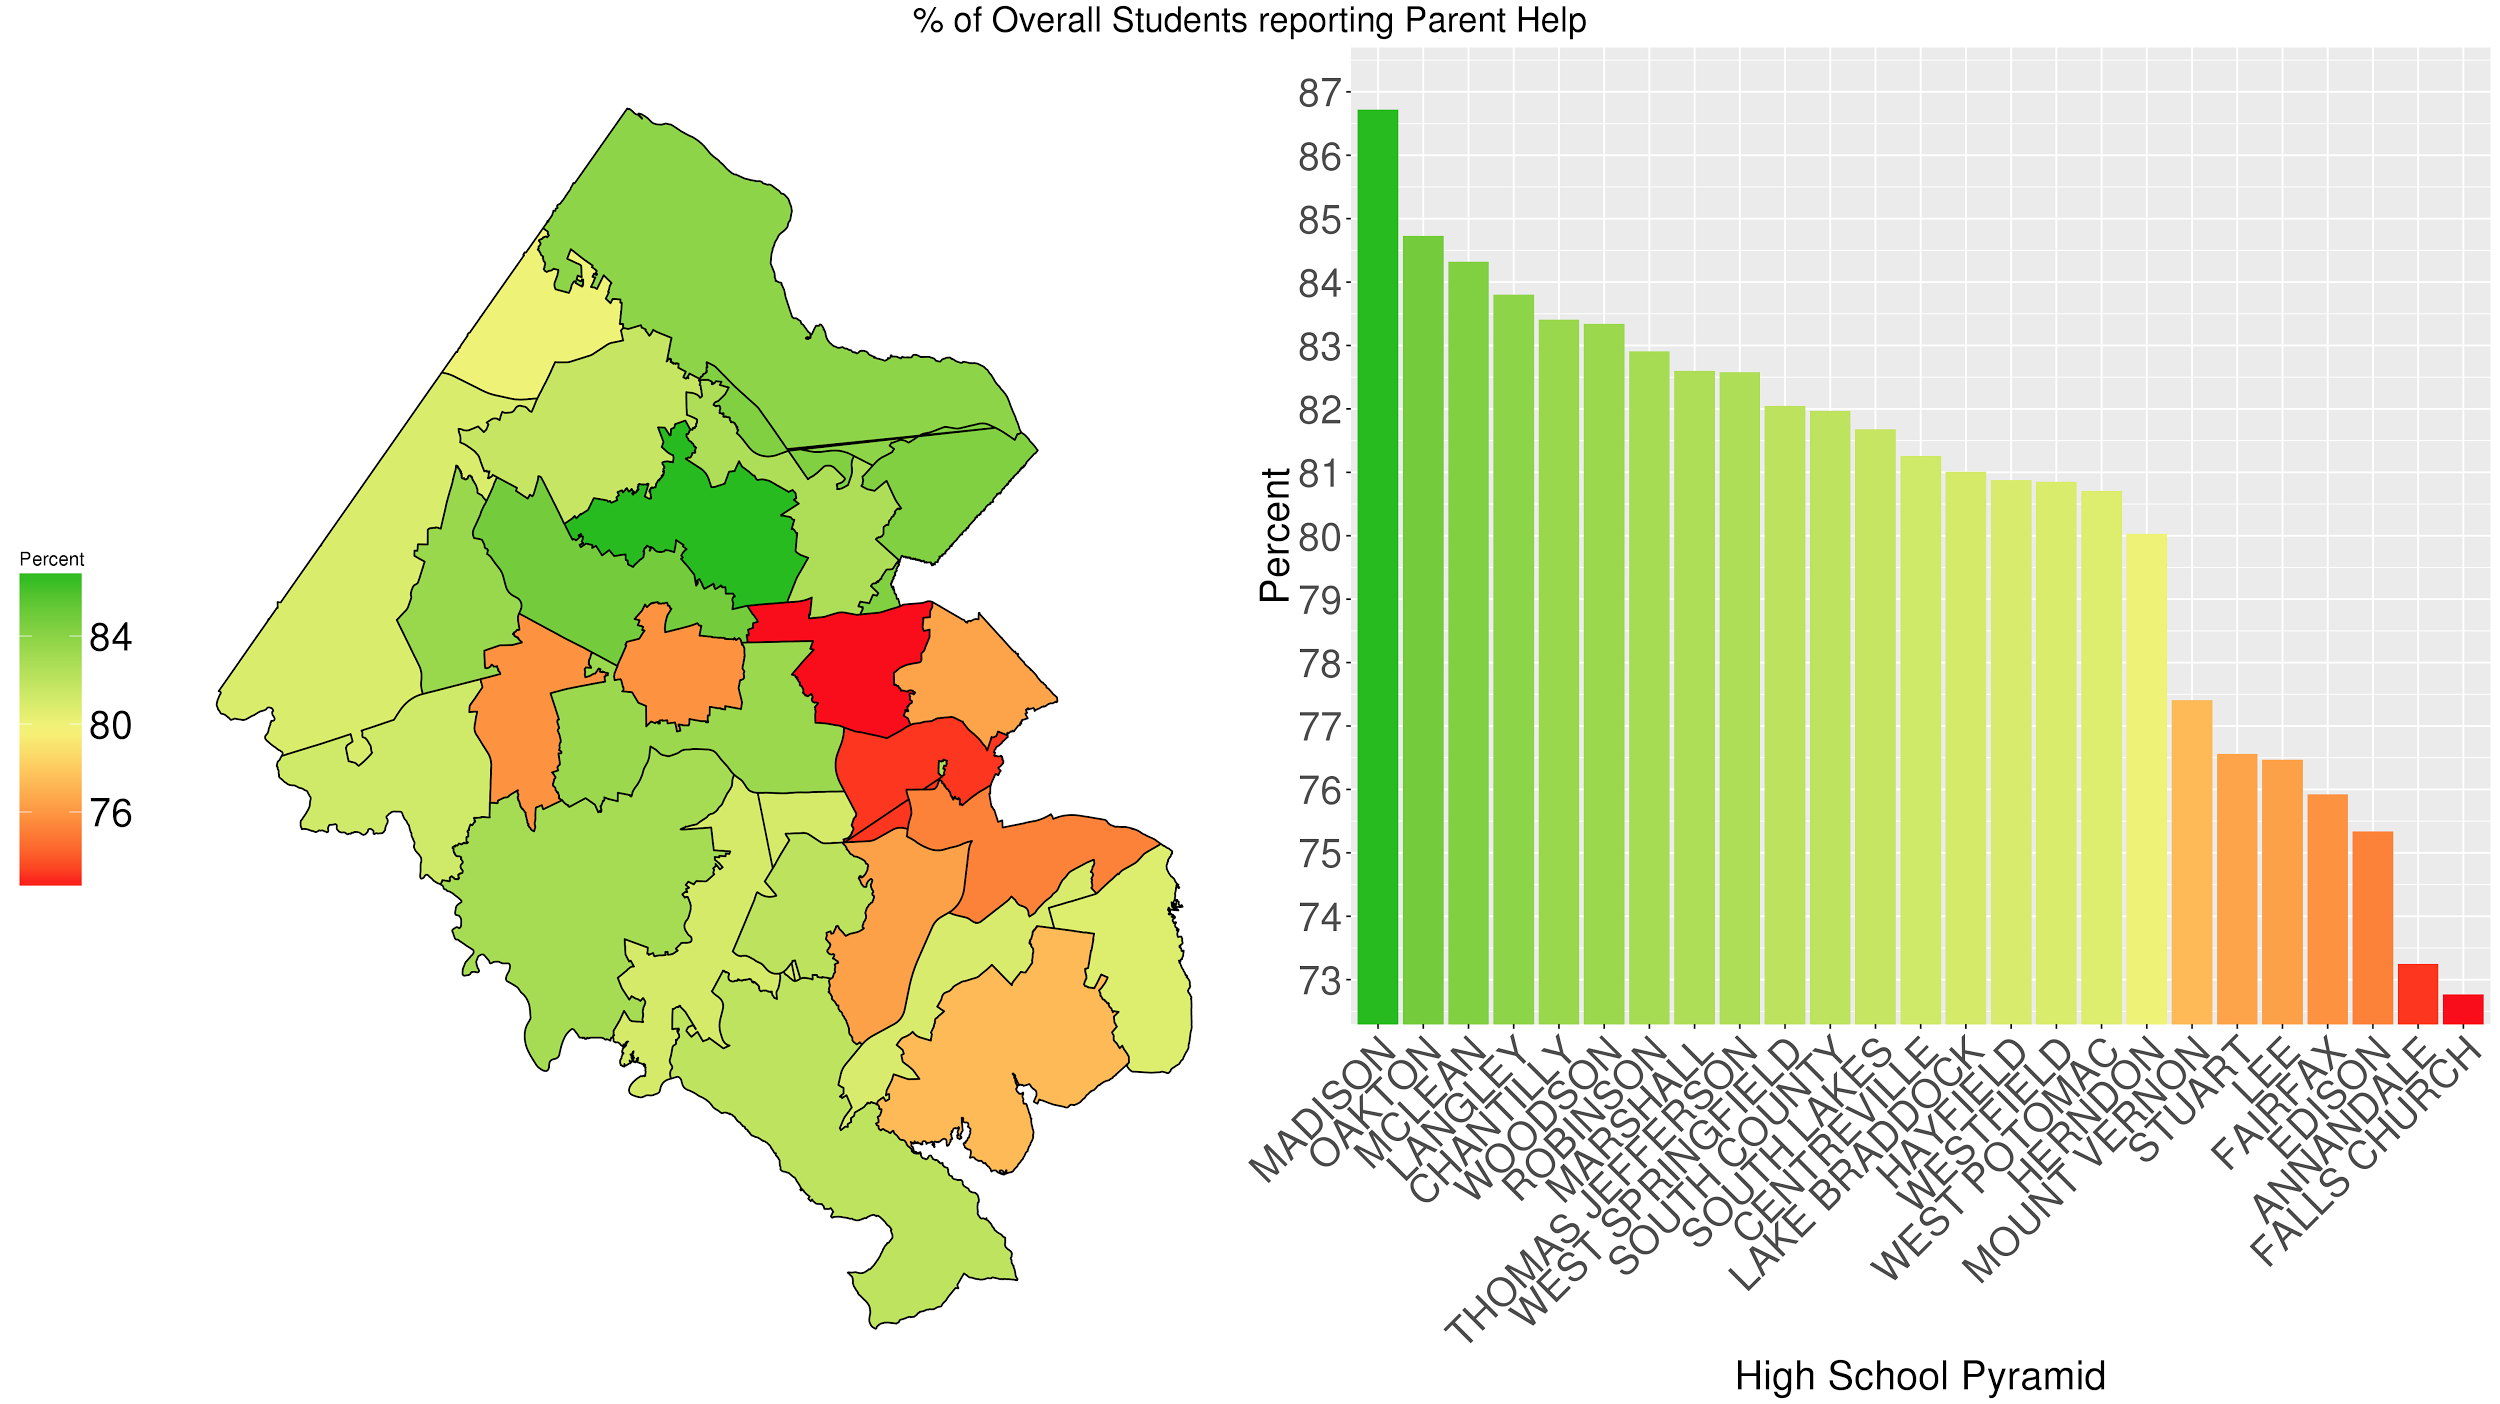 % of Overall Students reporting Parent Help
Percent
84
80
76
Percent
87
86
85
84
83
82
81
80
79
78
77
76
75
74
73
MADISON
OAKTON
MCLEAN
LANGLEY
CHANTILLY
WOODSON
ROBINSON
MARSHALL
THOMAS JEFFERSON
WEST SPRINGFIELD
SOUTH COUNTY
SOUTH LAKES
CENTREVILLE
LAKE BRADDOCK
HAYFIELD
WESTFIELD
WEST POTOMAC
HERNDON
MOUNT VERNON
STUART
LEE
FAIRFAX
EDISON
ANNANDALE
FALLS CHURCH
High School Pyramid